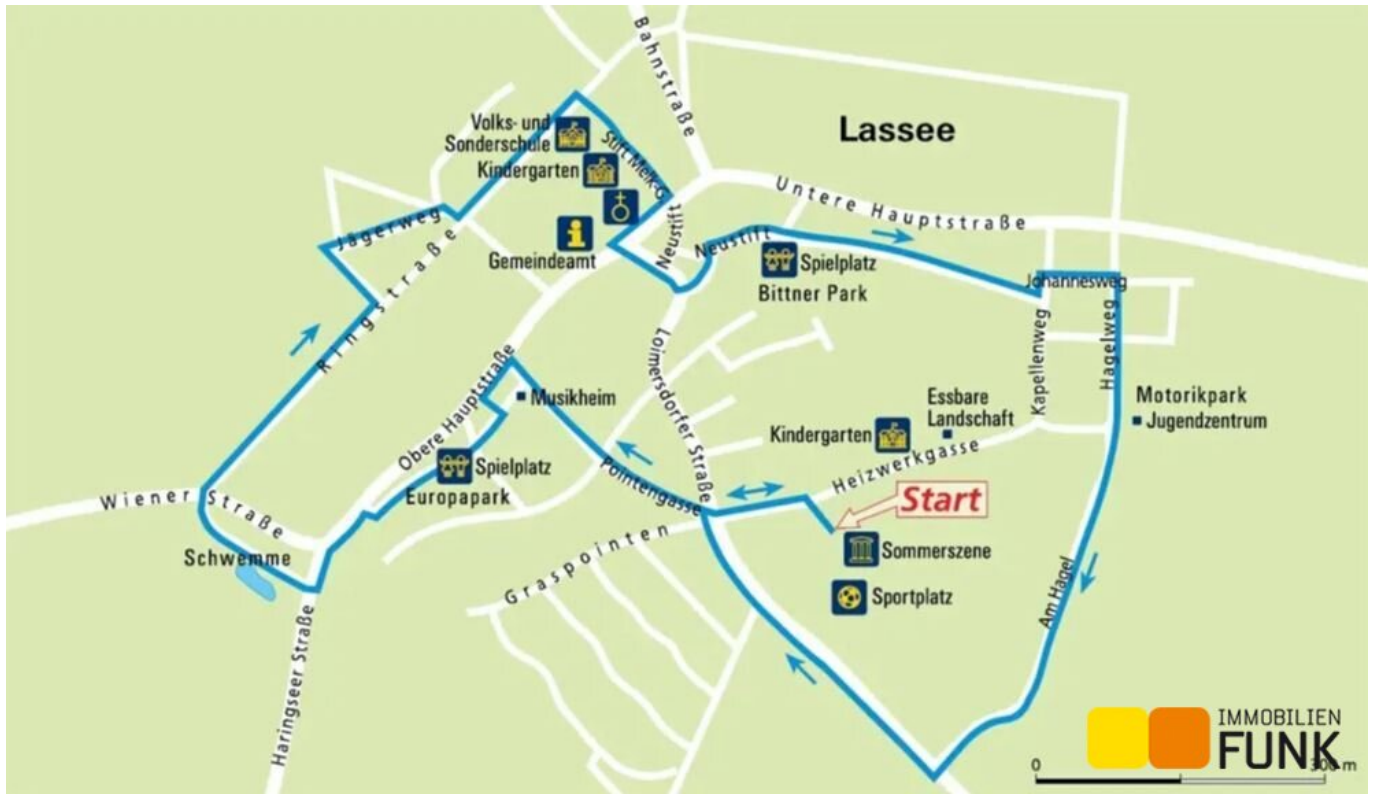 Bahnstraße
Lassee
Volks- und
Sonderschule
Stift Melk-G
Kindergarten
Untere Hauptstraße
Jägerweg
Neustift
Neustift
Gemeindeamt
Spielplatz
Bittner Park
Johannesweg
Ringstraße
Hagelweg
Kapellenweg
Loimersdorfer Straße
Obere Hauptstraße
Musikheim
Essbare
Landschaft
Motorikpark
Jugendzentrum
Kindergarten
Heizwerkgasse
Spielplatz
Europapark
Pointengasse
Wiener Straße
Start
Schwemme
Graspointen
Sommerszene
Sportplatz
Am Hagel
Haringseer Straße
IMMOBILIEN
FUNK
0
300 m